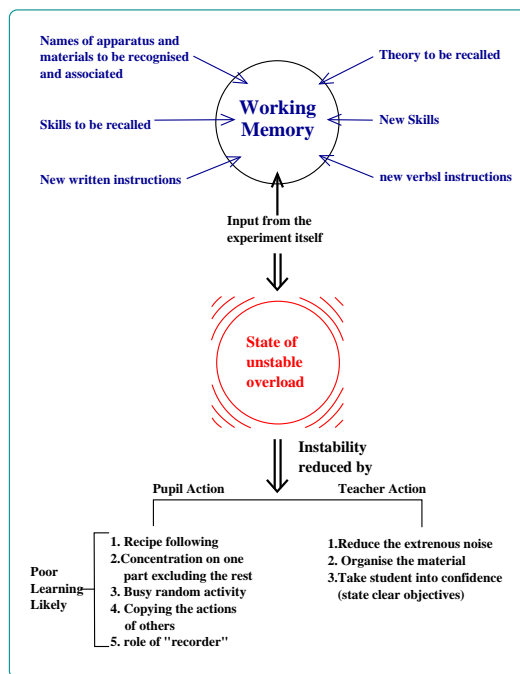 Names of apparatus and
materials to be recognised
and associated
Theory to be recalled
Working
Memory
Skills to be recalled
New Skills
New written instructions
new verbsl instructions
Input from the
experiment itself
State of
unstable
overload
Instability
reduced by
Pupil Action
Teacher Action
Poor
Learning
Likely
1. Recipe following
2.Concentration on one
part excluding the rest
3. Busy random activity
4. Copying the actions
of others
5. role of "recorder"
1.Reduce the extrenous noise
2. Organise the material
3.Take student into confidence
(state clear objectives)